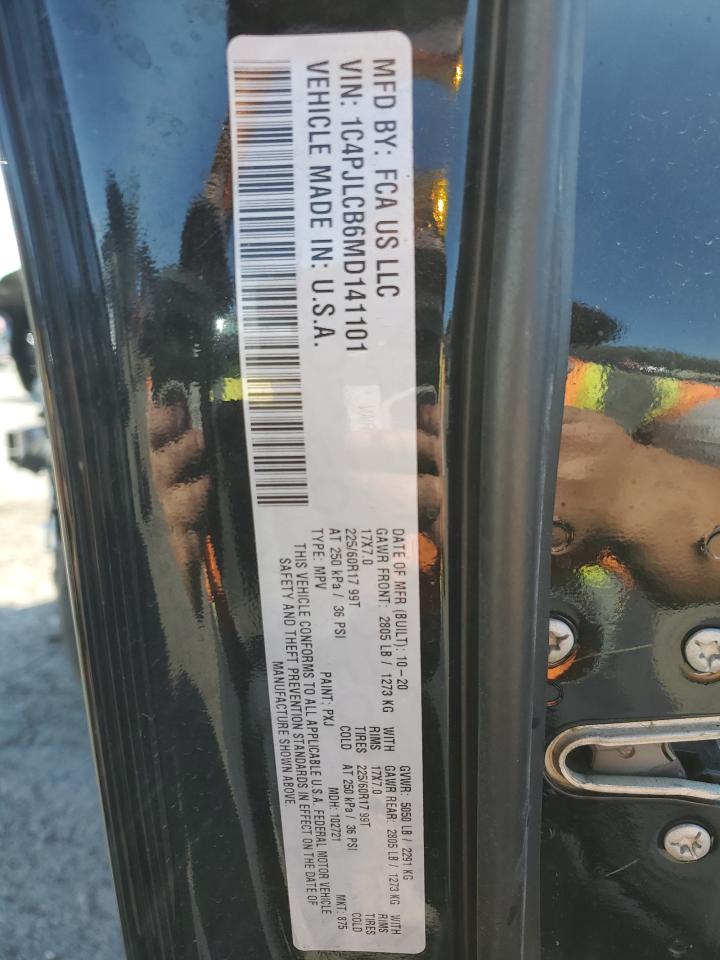 MFD BY: FCA US LLC
VIN: 1C4PJLCB6MD141101
VEHICLE MADE IN: U.S.A.
DATE OF MFR (BUILT): 10-20 GVWR: 5050 LB / 2291 KG
GAWR FRONT: 2805 LB / 1273 KG WITH GAWR REAR: 2805 LB / 1273 KG WITH
17X7.0 RIMS 17X7.0 RIMS
225/60R17 99T TIRES 225/60R17 99T TIRES
AT 250 kPa / 36 PSI COLD AT 250 kPa / 36 PSI COLD
TYPE: MPV PAINT: PXJ MDH: 102721 MKT: 875
THIS VEHICLE CONFORMS TO ALL APPLICABLE U.S.A. FEDERAL MOTOR VEHICLE
SAFETY AND THEFT PREVENTION STANDARDS IN EFFECT ON THE DATE OF
MANUFACTURE SHOWN ABOVE.